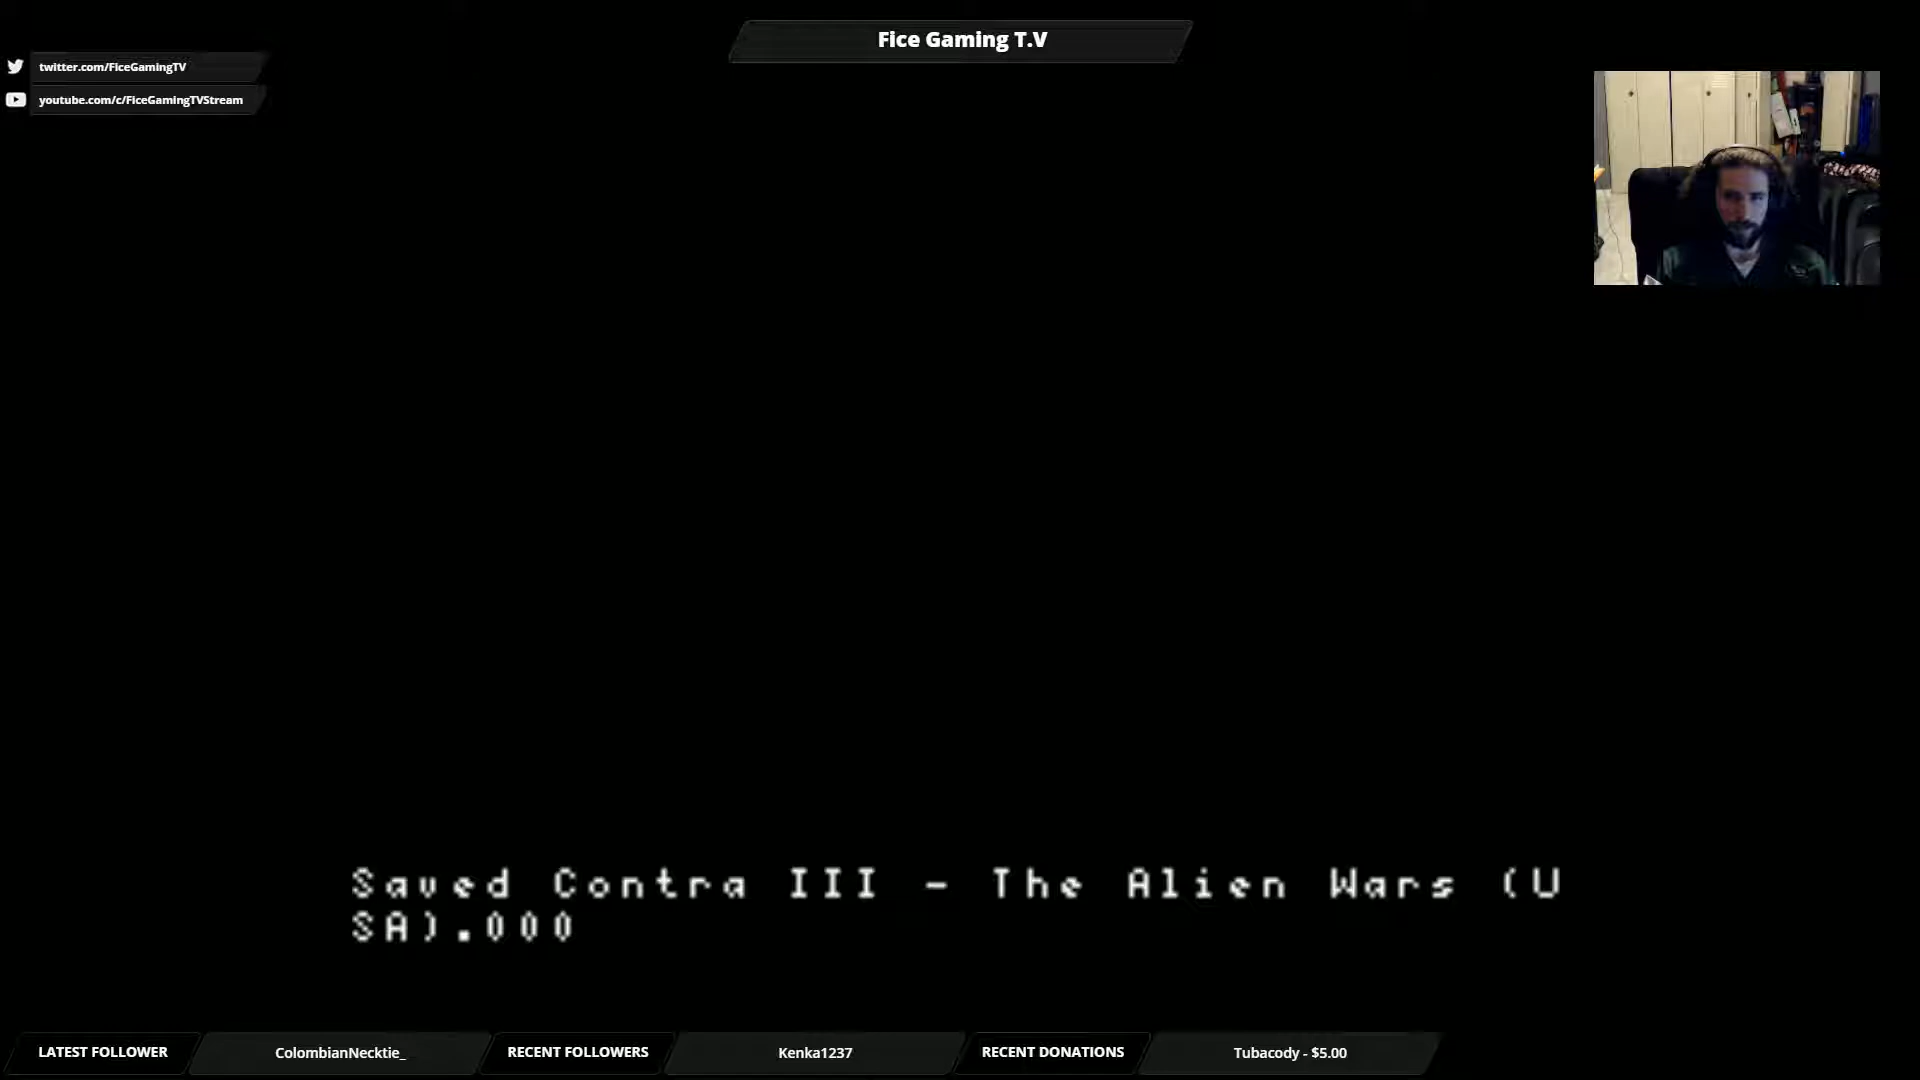 Fice Gaming T.V
twitter.com/FiceGamingTV
youtube.com/c/FiceGamingTVStream
Saved Contra III - The Alien Wars (U
SA).000
LATEST FOLLOWER ColombianNecktie_ RECENT FOLLOWERS Kenka1237 RECENT DONATIONS Tubacody - $5.00